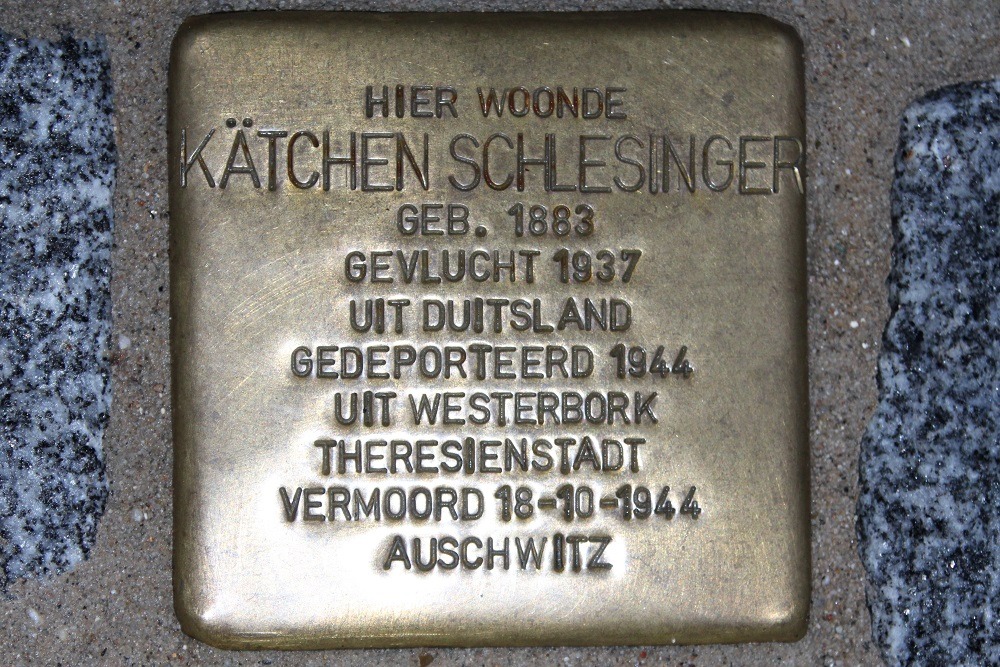 HIER WOONDE
KÄTCHEN SCHLESINGER
GEB. 1883
GEVLUCHT 1937
UIT DUITSLAND
GEDEPORTEERD 1944
UIT WESTERBORK
THERESIENSTADT
VERMOORD 18-10-1944
AUSCHWITZ